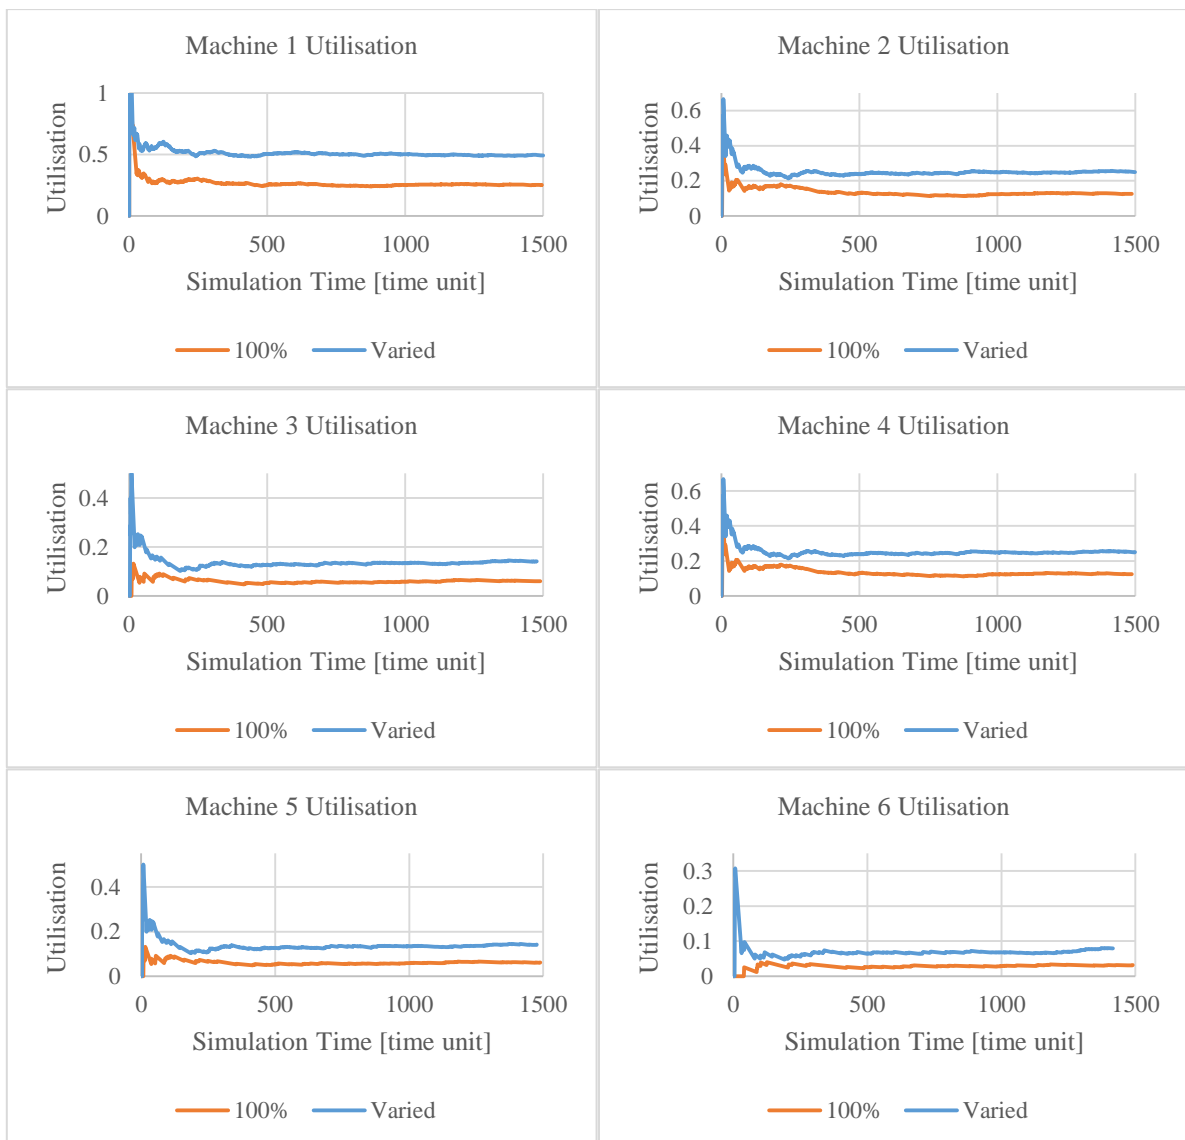 Machine 1 Utilisation
Utilisation
1
0.5
0
0 500 1000 1500
Simulation Time [time unit]
100% Varied
Machine 2 Utilisation
Utilisation
0.6
0.4
0.2
0
0 500 1000 1500
Simulation Time [time unit]
100% Varied
Machine 3 Utilisation
Utilisation
0.4
0.2
0
0 500 1000 1500
Simulation Time [time unit]
100% Varied
Machine 4 Utilisation
Utilisation
0.6
0.4
0.2
0
0 500 1000 1500
Simulation Time [time unit]
100% Varied
Machine 5 Utilisation
Utilisation
0.4
0.2
0
0 500 1000 1500
Simulation Time [time unit]
100% Varied
Machine 6 Utilisation
Utilisation
0.3
0.2
0.1
0
0 500 1000 1500
Simulation Time [time unit]
100% Varied